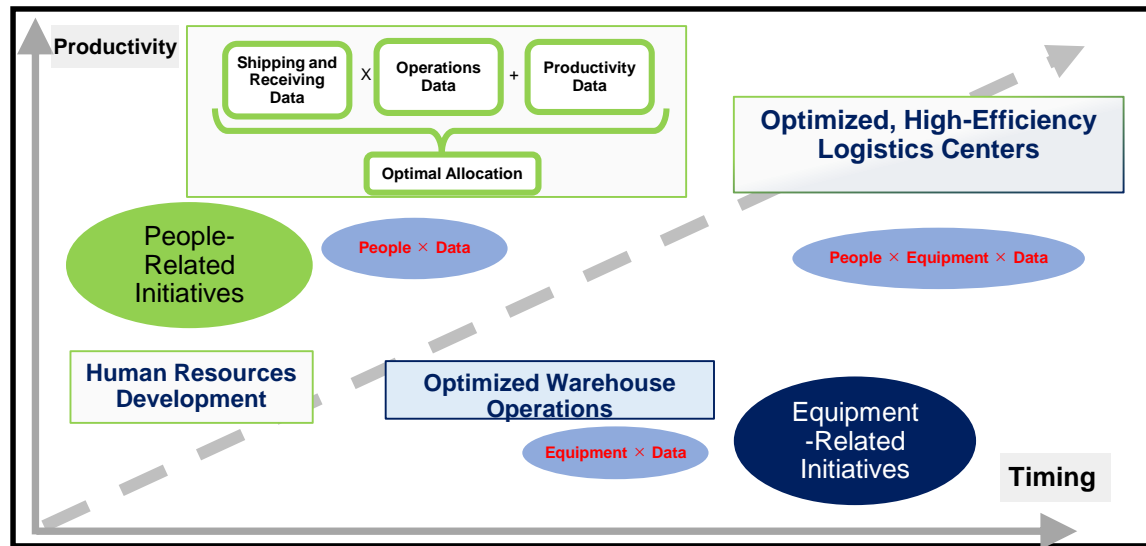 Productivity
Shipping and
Receiving
Data
X
Operations
Data
+
Productivity
Data
Optimal Allocation
Optimized, High-Efficiency
Logistics Centers
People-
Related
Initiatives
People × Data
People × Equipment × Data
Human Resources
Development
Optimized Warehouse
Operations
Equipment
-Related
Initiatives
Equipment × Data
Timing